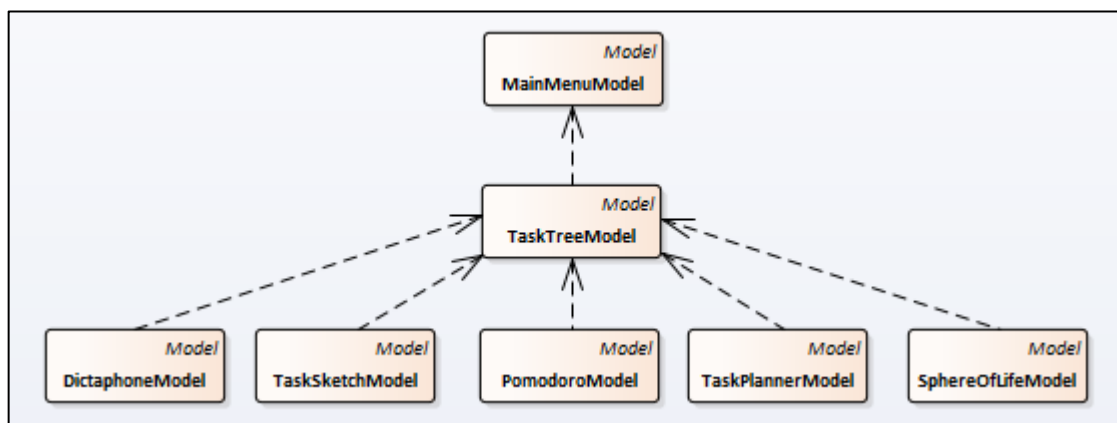 Model
MainMenuModel
Model
TaskTreeModel
Model
DictaphoneModel
Model
TaskSketchModel
Model
PomodoroModel
Model
TaskPlannerModel
Model
SphereOfLifeModel